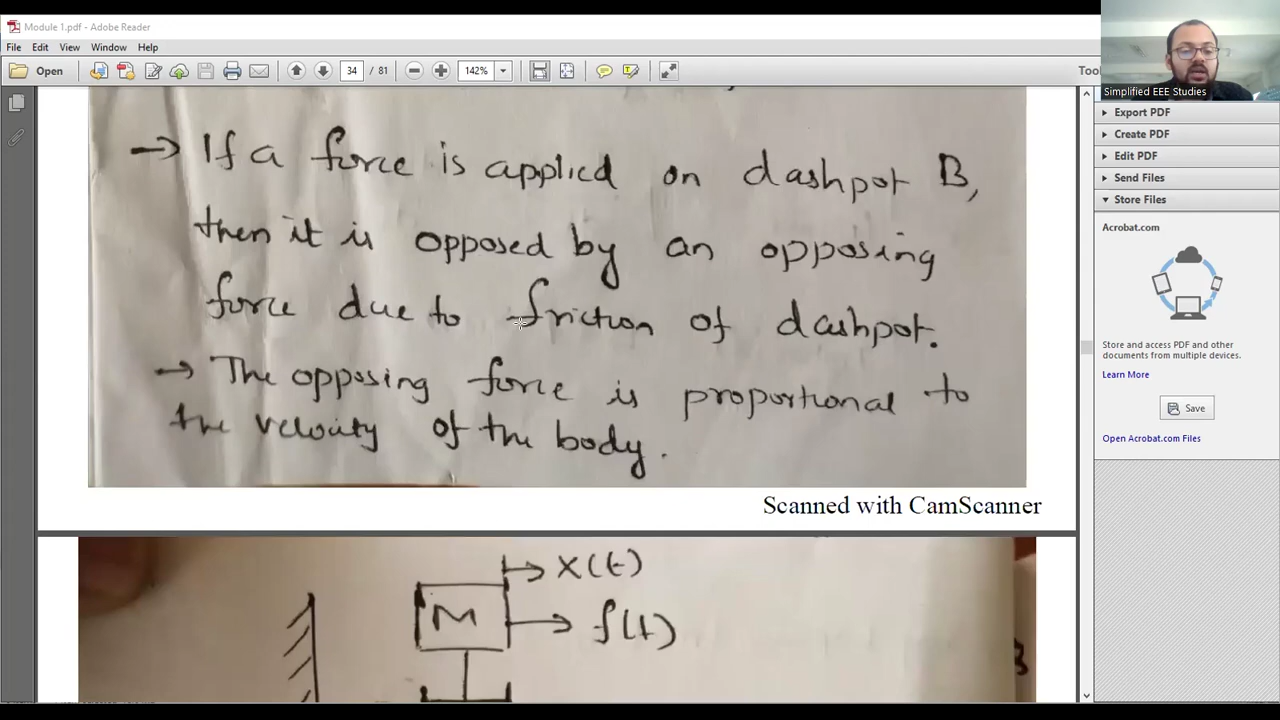 Module 1.pdf - Adobe Reader
File Edit View Window Help
Open 34 / 81 142%
→ If a force is applied on dashpot B,
then it is opposed by an opposing
force due to friction of dashpot.
→ The opposing force is proportional to
the velocity of the body.
Scanned with CamScanner
x(t)
M
f(t)
Simplified EEE Studies
Export PDF
Create PDF
Edit PDF
Send Files
Store Files
Acrobat.com
Store and access PDF and other
documents from multiple devices.
Learn More
Save
Open Acrobat.com Files